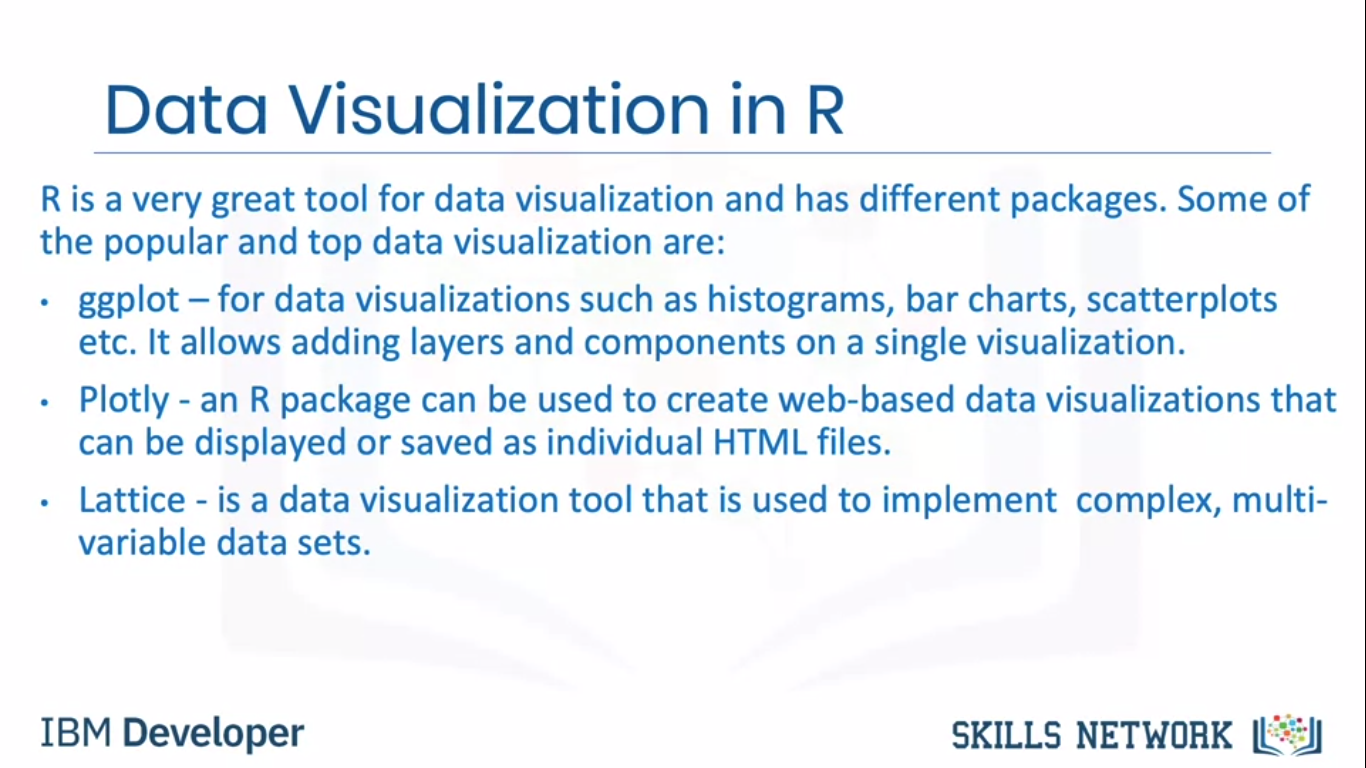 Data Visualization in R
R is a very great tool for data visualization and has different packages. Some of
the popular and top data visualization are:
• ggplot – for data visualizations such as histograms, bar charts, scatterplots
etc. It allows adding layers and components on a single visualization.
• Plotly - an R package can be used to create web-based data visualizations that
can be displayed or saved as individual HTML files.
• Lattice - is a data visualization tool that is used to implement  complex, multi-
variable data sets.
IBM Developer
SKILLS NETWORK